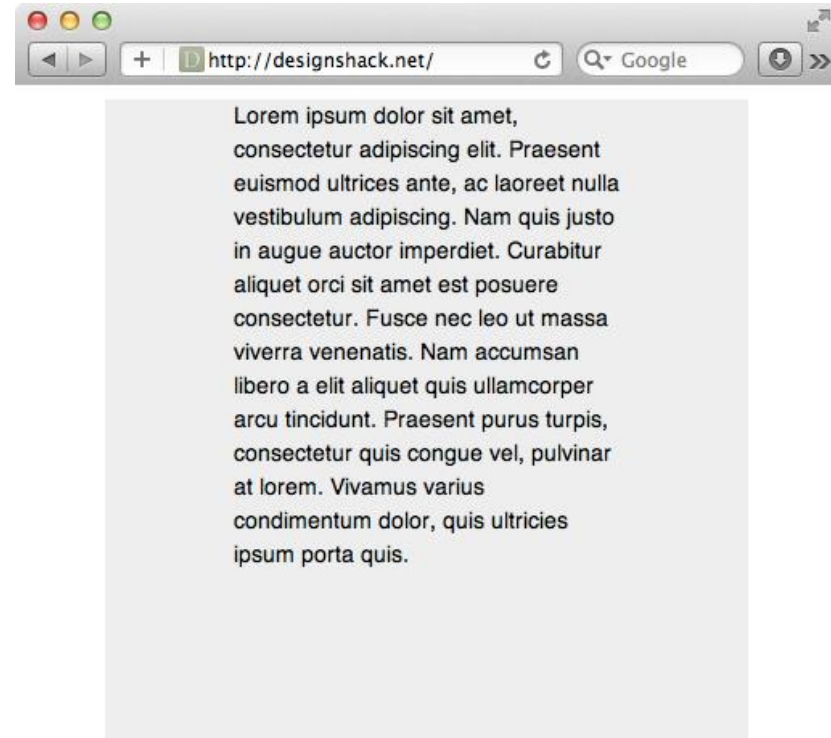 D http://designshack.net/ Google
Lorem ipsum dolor sit amet,
consectetur adipiscing elit. Praesent
euismod ultrices ante, ac laoreet nulla
vestibulum adipiscing. Nam quis justo
in augue auctor imperdiet. Curabitur
aliquet orci sit amet est posuere
consectetur. Fusce nec leo ut massa
viverra venenatis. Nam accumsan
libero a elit aliquet quis ullamcorper
arcu tincidunt. Praesent purus turpis,
consectetur quis congue vel, pulvinar
at lorem. Vivamus varius
condimentum dolor, quis ultricies
ipsum porta quis.